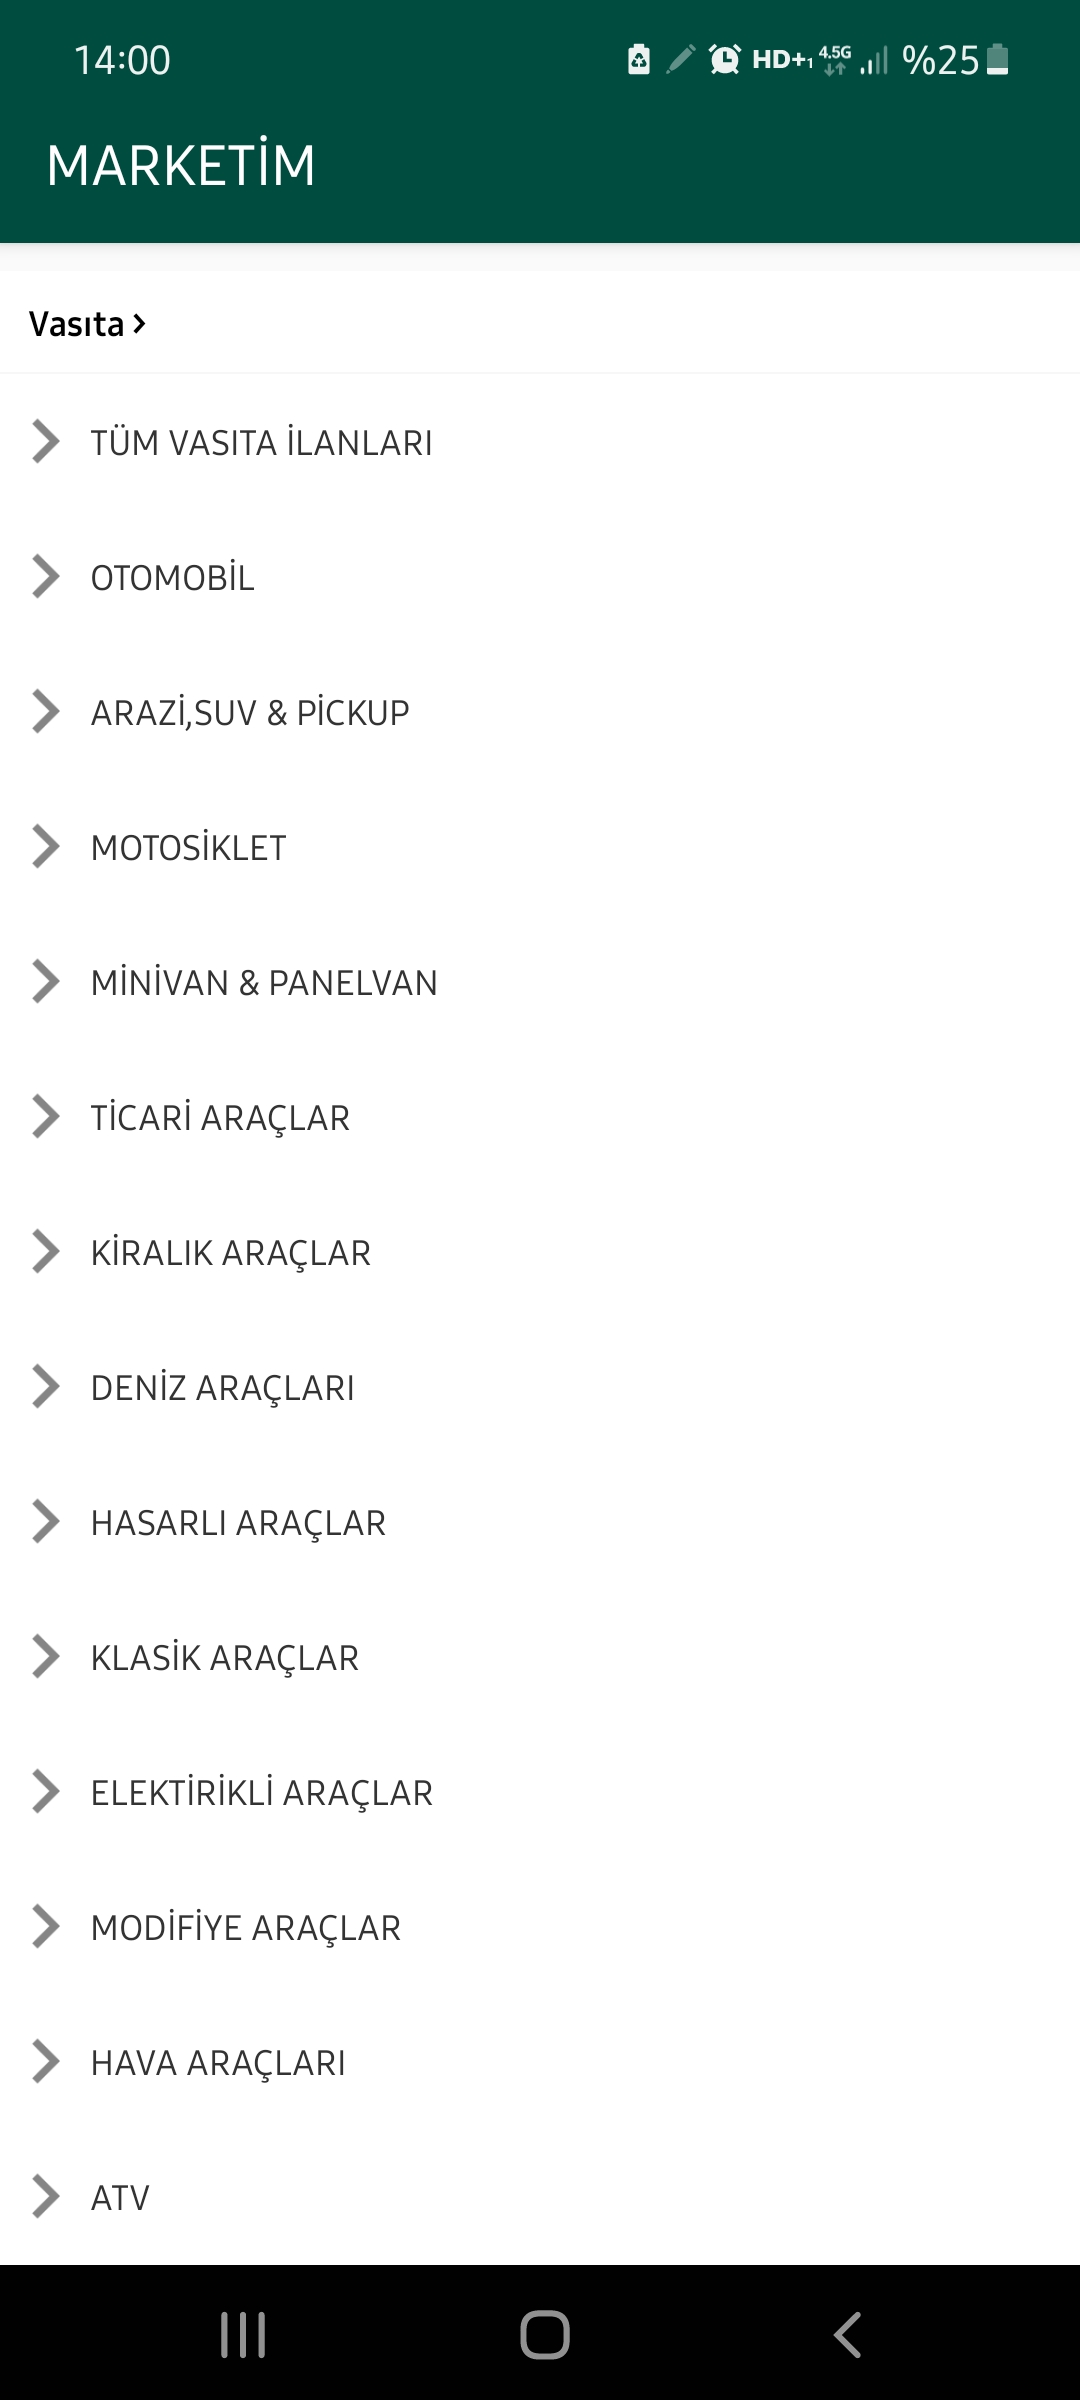 14:00 HD+1 4.5G %25
MARKETİM
Vasıta >
TÜM VASITA İLANLARI
OTOMOBİL
ARAZİ,SUV & PİCKUP
MOTOSİKLET
MİNİVAN & PANELVAN
TİCARİ ARAÇLAR
KİRALIK ARAÇLAR
DENİZ ARAÇLARI
HASARLI ARAÇLAR
KLASİK ARAÇLAR
ELEKTİRİKLİ ARAÇLAR
MODİFİYE ARAÇLAR
HAVA ARAÇLARI
ATV